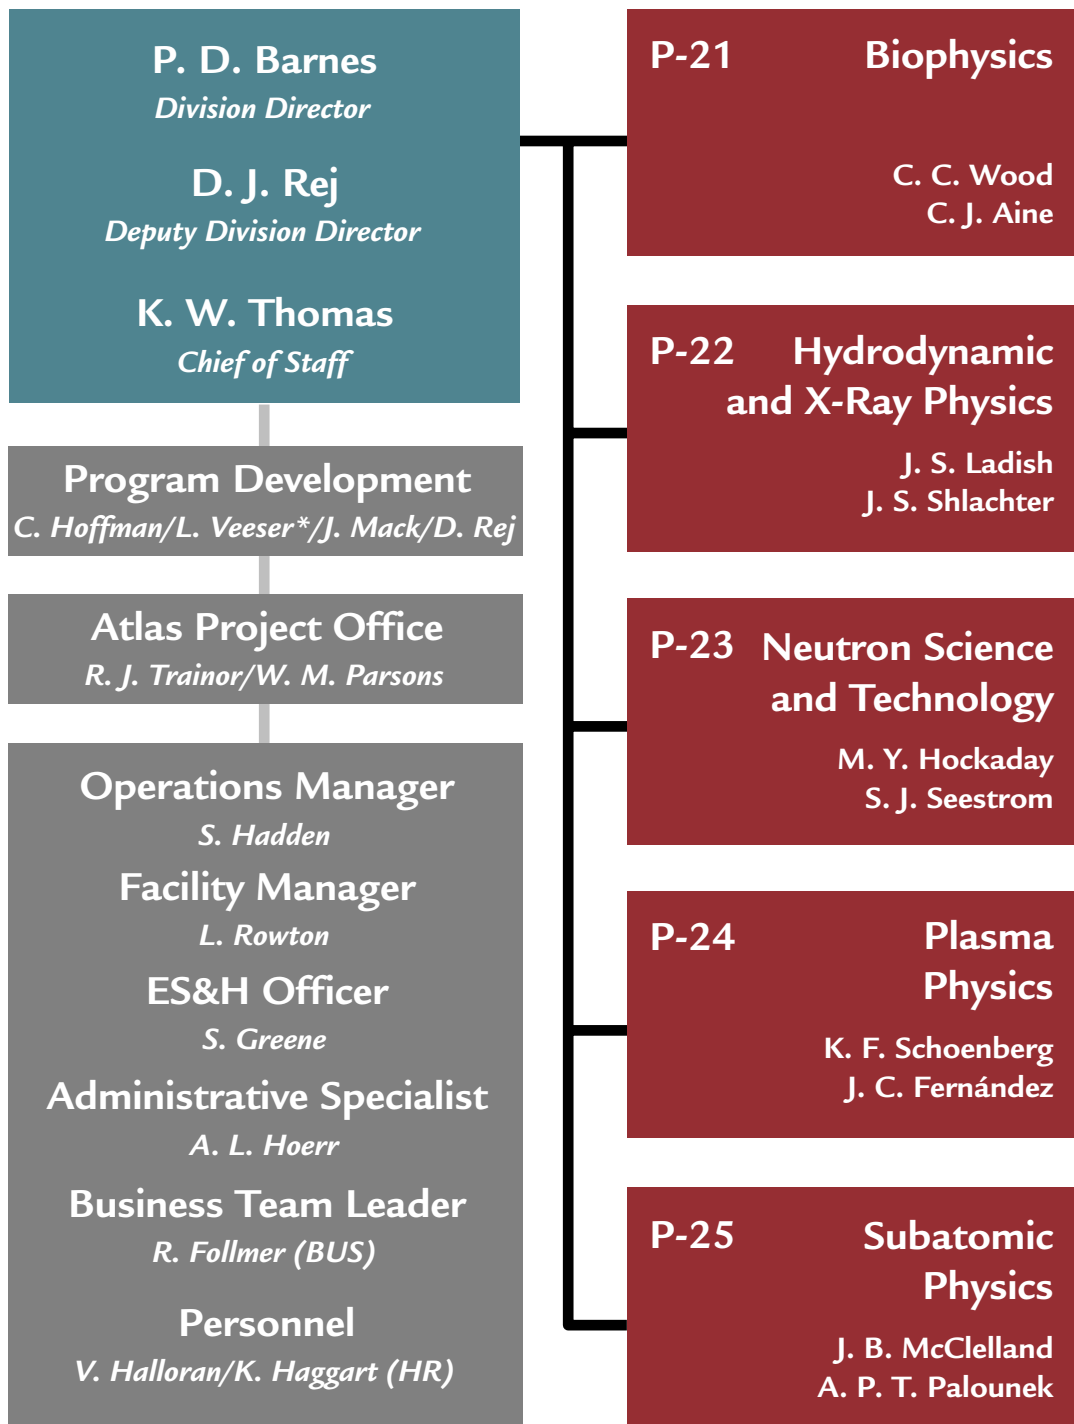 P. D. Barnes
Division Director
D. J. Rej
Deputy Division Director
K. W. Thomas
Chief of Staff
Program Development
C. Hoffman/L. Veeser*/J. Mack/D. Rej
Atlas Project Office
R. J. Trainor/W. M. Parsons
Operations Manager
S. Hadden
Facility Manager
L. Rowton
ES&H Officer
S. Greene
Administrative Specialist
A. L. Hoerr
Business Team Leader
R. Follmer (BUS)
Personnel
V. Halloran/K. Haggart (HR)
P-21 Biophysics
C. C. Wood
C. J. Aine
P-22 Hydrodynamic
and X-Ray Physics
J. S. Ladish
J. S. Shlachter
P-23 Neutron Science
and Technology
M. Y. Hockaday
S. J. Seestrom
P-24 Plasma
Physics
K. F. Schoenberg
J. C. Fernández
P-25 Subatomic
Physics
J. B. McClelland
A. P. T. Palounek